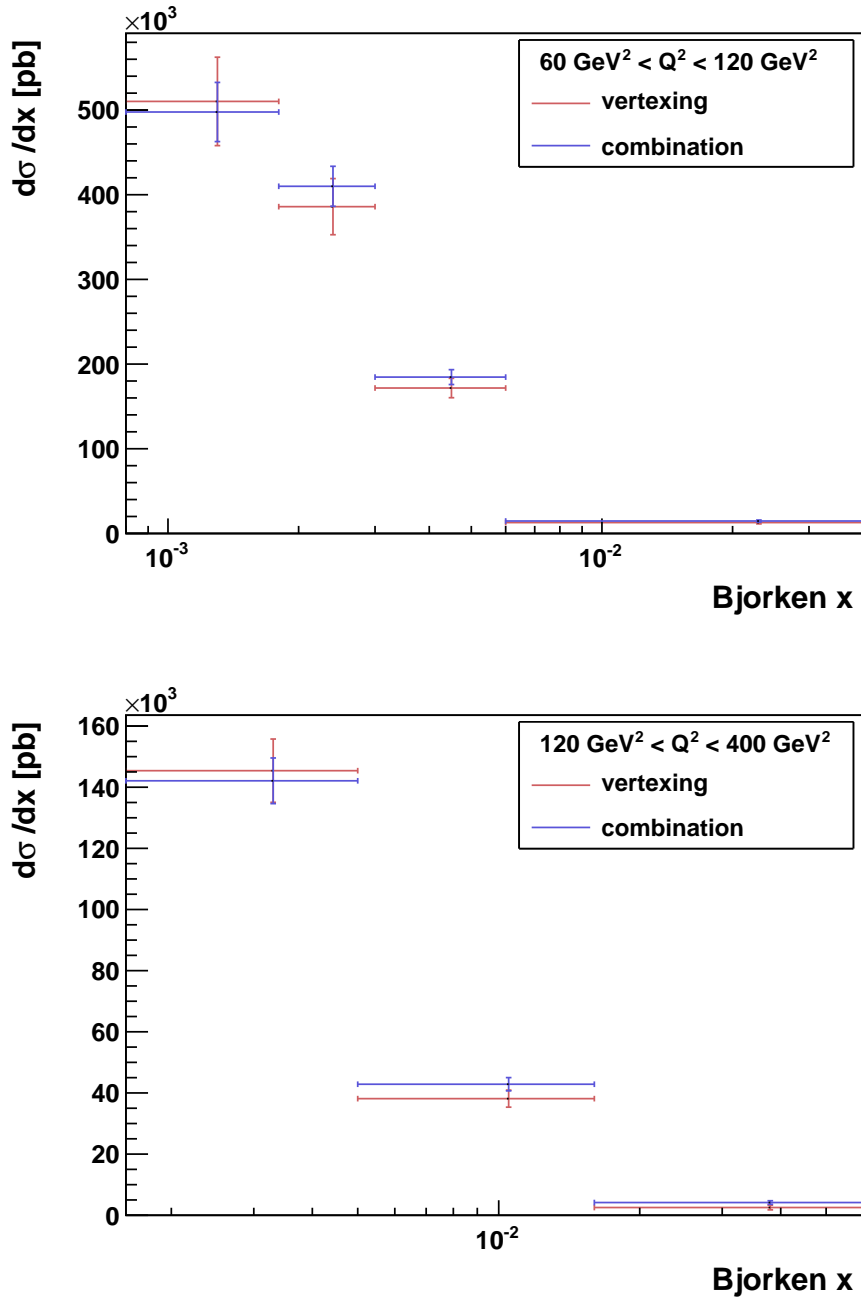 ×10³
dσ/dx [pb]
60 GeV² < Q² < 120 GeV²
vertexing
combination
500
400
300
200
100
0
10⁻³
10⁻²
Bjorken x
×10³
dσ/dx [pb]
120 GeV² < Q² < 400 GeV²
vertexing
combination
160
140
120
100
80
60
40
20
0
10⁻²
Bjorken x